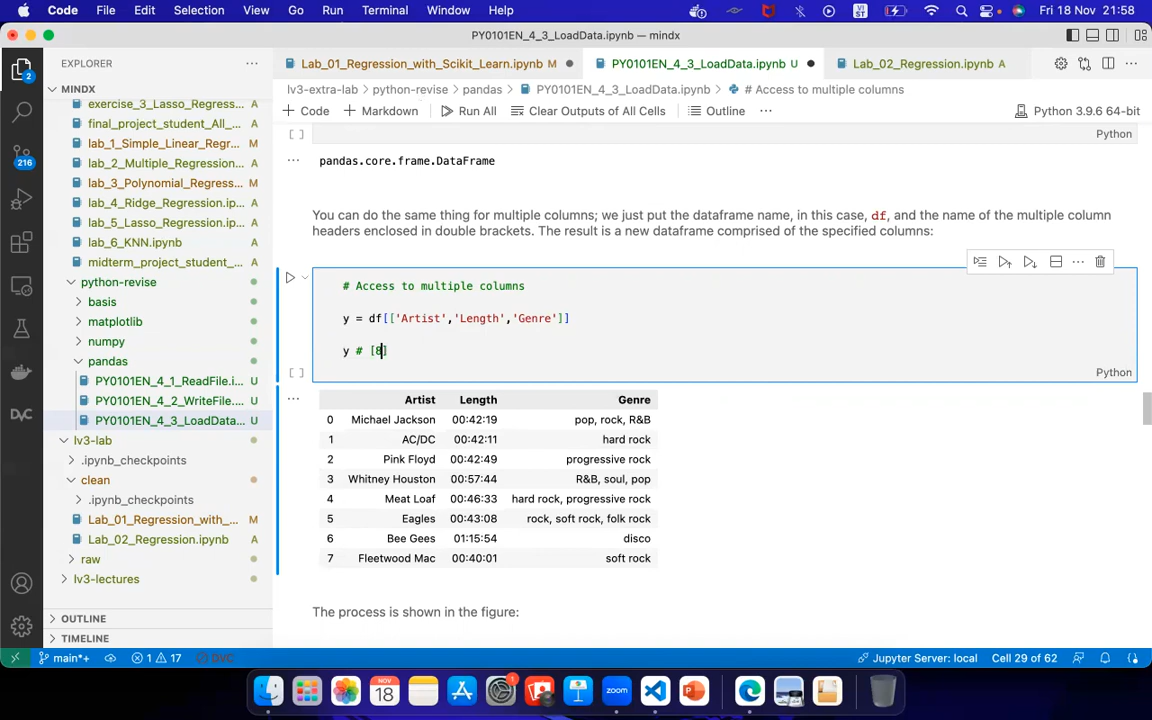 Code File Edit Selection View Go Run Terminal Window Help VI ST Fri 18 Nov 21:58
PY0101EN_4_3_LoadData.ipynb — mindx
EXPLORER
Lab_01_Regression_with_Scikit_Learn.ipynb M
PY0101EN_4_3_LoadData.ipynb U
Lab_02_Regression.ipynb A
MINDX
lv3-extra-lab > python-revise > pandas > PY0101EN_4_3_LoadData.ipynb > # Access to multiple columns
+ Code + Markdown Run All Clear Outputs of All Cells Outline ... Python 3.9.6 64-bit
exercise_3_Lasso_Regress... A
final_project_student_All_... A
lab_1_Simple_Linear_Regr... M
lab_2_Multiple_Regression... A
lab_3_Polynomial_Regress... M
lab_4_Ridge_Regression.ip... A
lab_5_Lasso_Regression.ip... A
lab_6_KNN.ipynb A
midterm_project_student_... A
python-revise
basis
matplotlib
numpy
pandas
PY0101EN_4_1_ReadFile.i... U
PY0101EN_4_2_WriteFile.... U
PY0101EN_4_3_LoadData... U
lv3-lab
.ipynb_checkpoints
clean
.ipynb_checkpoints
Lab_01_Regression_with_... M
Lab_02_Regression.ipynb A
raw
lv3-lectures
OUTLINE
TIMELINE
2
216
DVC
[ ] Python
... pandas.core.frame.DataFrame
You can do the same thing for multiple columns; we just put the dataframe name, in this case, df, and the name of the multiple column
headers enclosed in double brackets. The result is a new dataframe comprised of the specified columns:
# Access to multiple columns
y = df[['Artist','Length','Genre']]
y # [8]
[ ] Python
... Artist Length Genre
0 Michael Jackson 00:42:19 pop, rock, R&B
1 AC/DC 00:42:11 hard rock
2 Pink Floyd 00:42:49 progressive rock
3 Whitney Houston 00:57:44 R&B, soul, pop
4 Meat Loaf 00:46:33 hard rock, progressive rock
5 Eagles 00:43:08 rock, soft rock, folk rock
6 Bee Gees 01:15:54 disco
7 Fleetwood Mac 00:40:01 soft rock
The process is shown in the figure:
main*+ 1 17 DVC Jupyter Server: local Cell 29 of 62
NOV
18
1
zoom